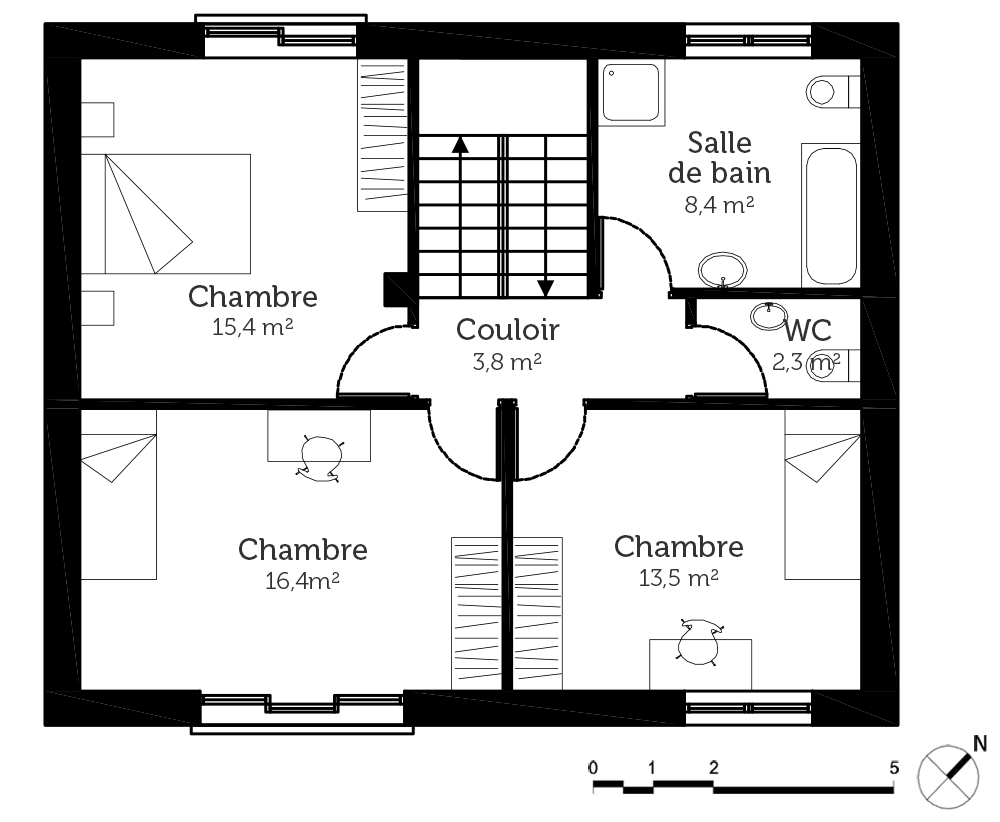 Salle
de bain
8,4 m²
Chambre
15,4 m²
Couloir
3,8 m²
WC
2,3 m²
Chambre
16,4m²
Chambre
13,5 m²
N
0 1 2 5